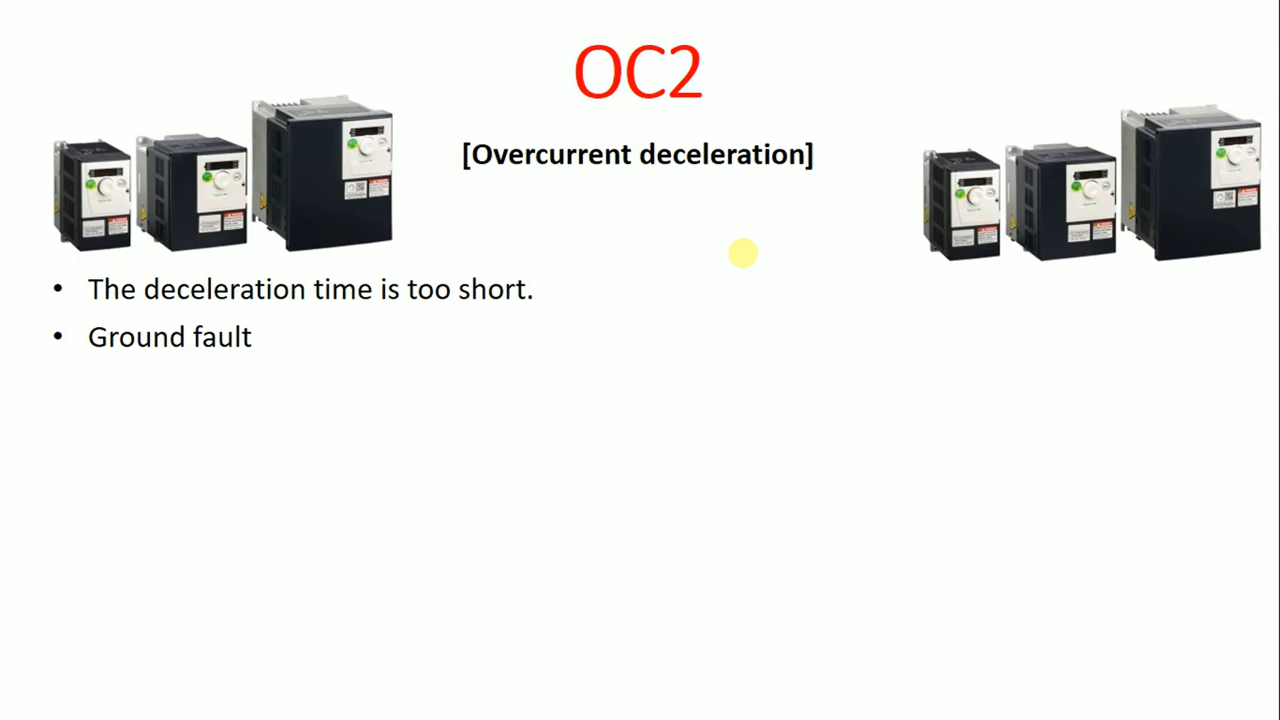 OC2
[Overcurrent deceleration]
• The deceleration time is too short.
• Ground fault